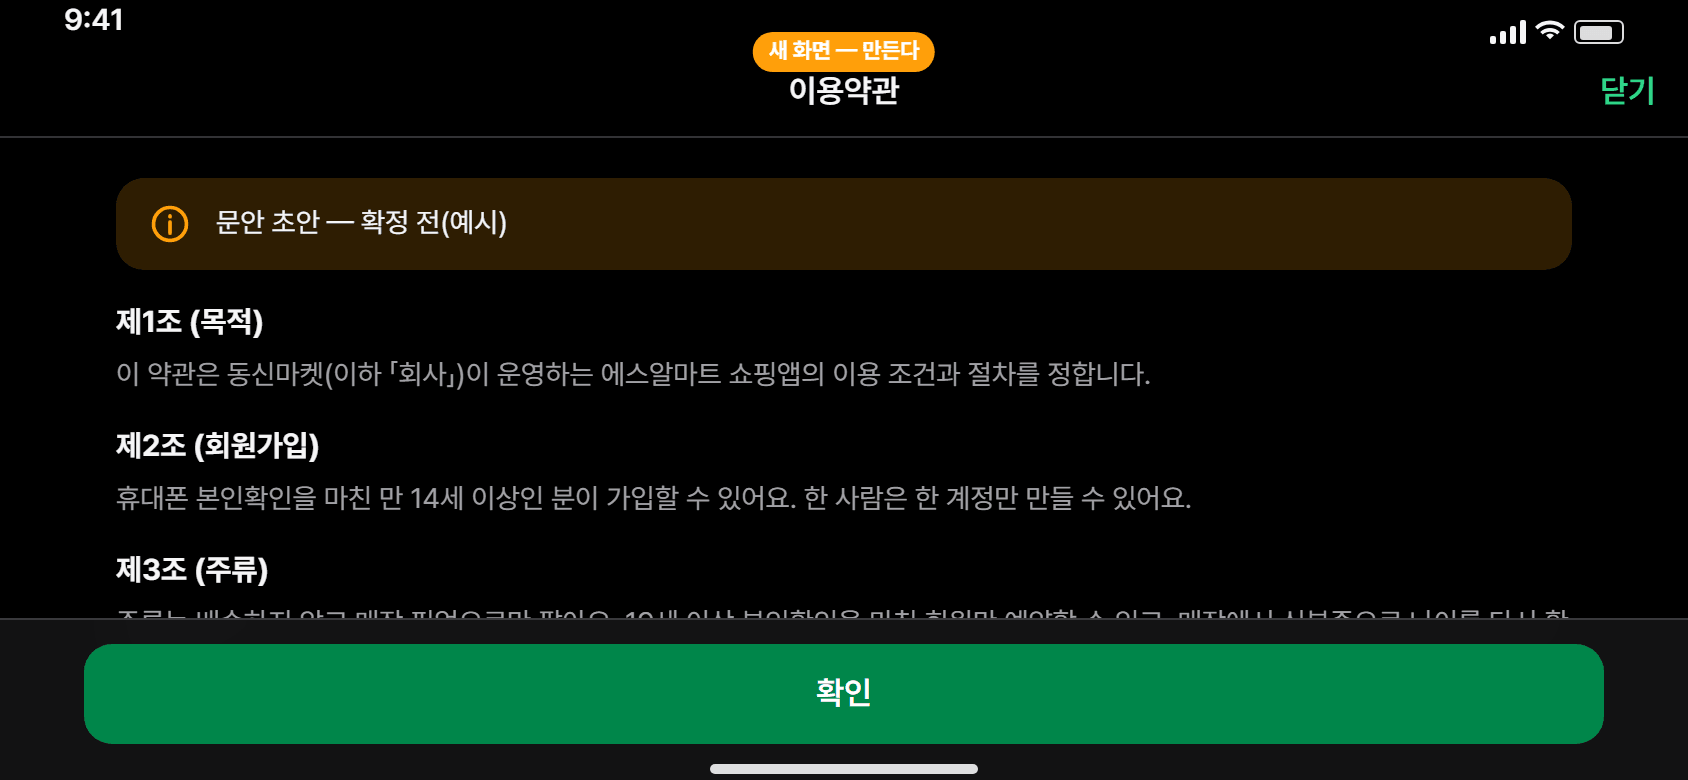 9:41
새 화면 — 만든다
이용약관
닫기
문안 초안 — 확정 전(예시)
제1조 (목적)
이 약관은 동신마켓(이하 「회사」)이 운영하는 에스알마트 쇼핑앱의 이용 조건과 절차를 정합니다.
제2조 (회원가입)
휴대폰 본인확인을 마친 만 14세 이상인 분이 가입할 수 있어요. 한 사람은 한 계정만 만들 수 있어요.
제3조 (주류)
확인